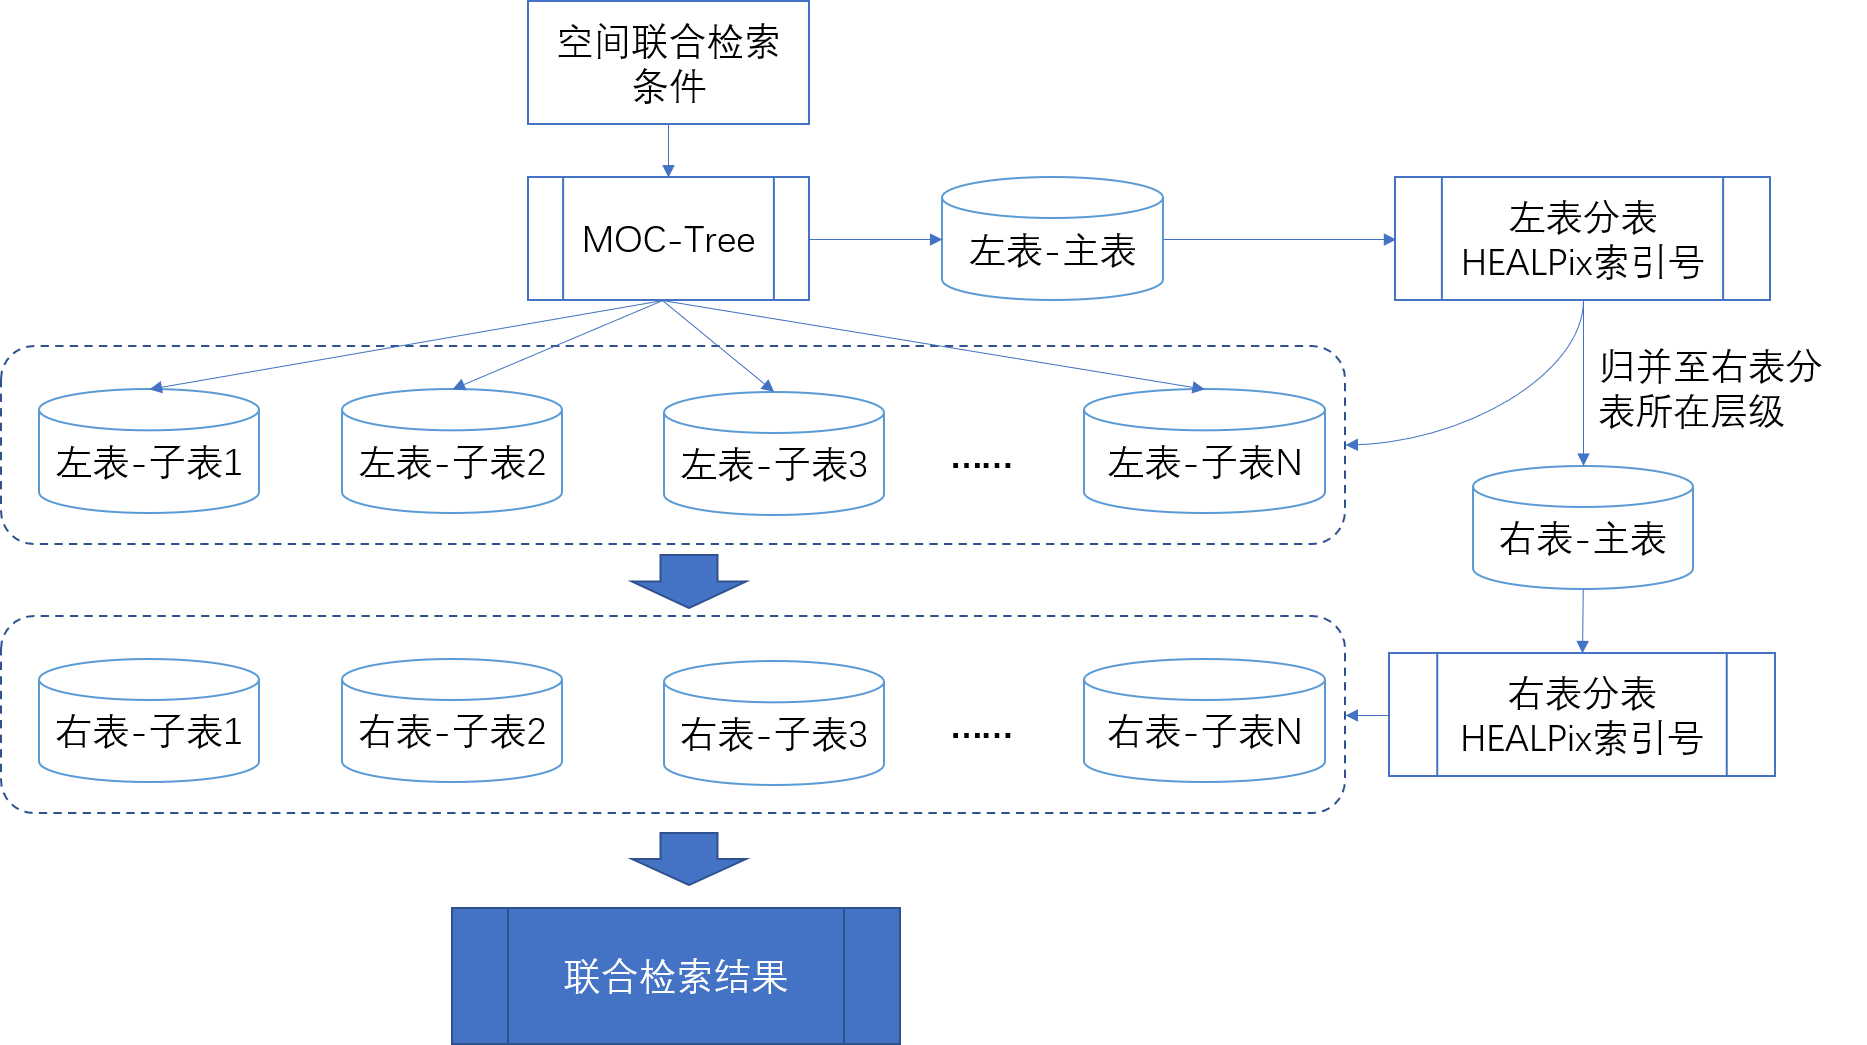 空间联合检索
条件
MOC-Tree
左表-主表
左表分表
HEALPix索引号
归并至右表分
表所在层级
左表-子表1
左表-子表2
左表-子表3
……
左表-子表N
右表-主表
右表-子表1
右表-子表2
右表-子表3
……
右表-子表N
右表分表
HEALPix索引号
联合检索结果